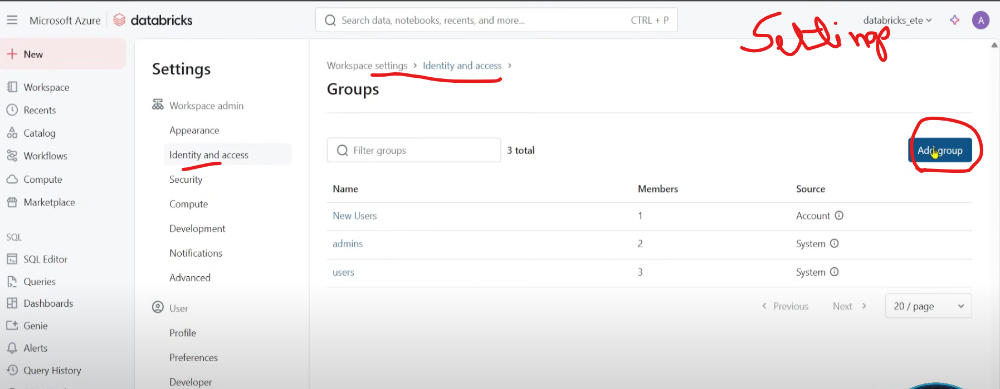 Microsoft Azure databricks Search data, notebooks, recents, and more... CTRL + P databricks_ete A
Settings
New
Workspace
Recents
Catalog
Workflows
Compute
Marketplace
SQL
SQL Editor
Queries
Dashboards
Genie
Alerts
Query History
Settings
Workspace admin
Appearance
Identity and access
Security
Compute
Development
Notifications
Advanced
User
Profile
Preferences
Developer
Workspace settings > Identity and access >
Groups
Filter groups 3 total Add group
Name Members Source
New Users 1 Account
admins 2 System
users 3 System
< Previous Next > 20 / page